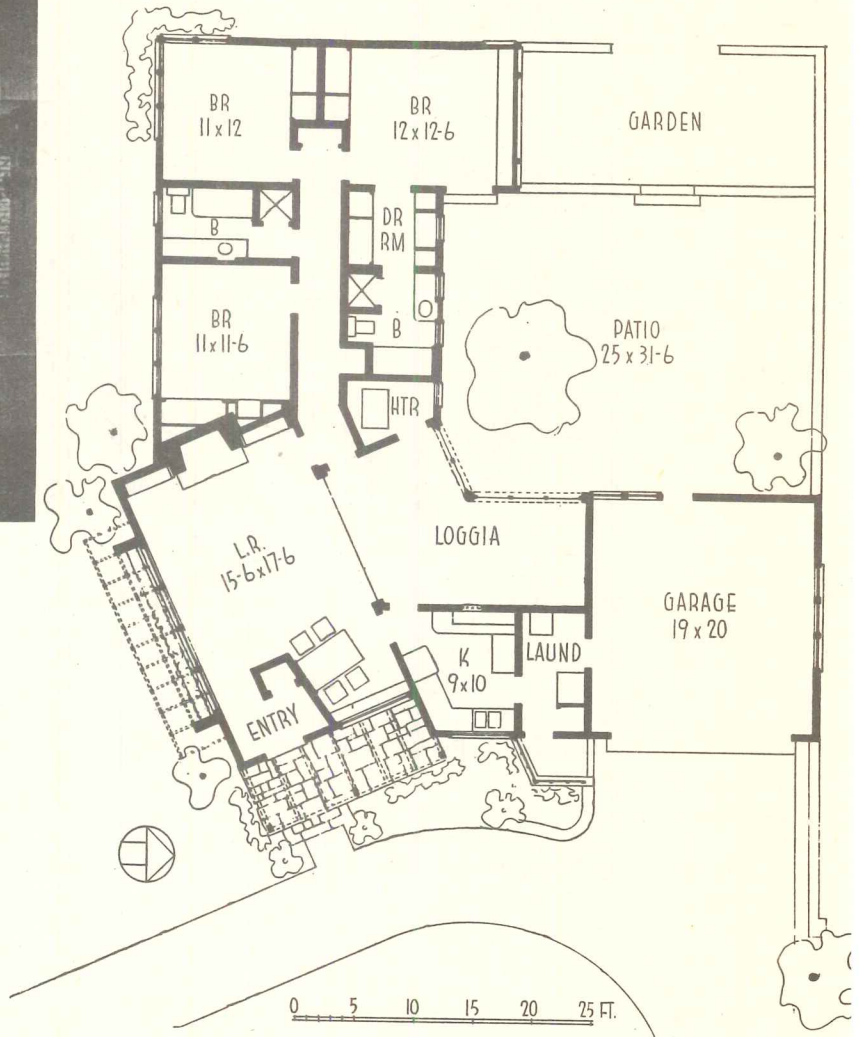 BR
11 x 12
BR
12 x 12-6
GARDEN
B
DR
RM
BR
11 x 11-6
B
PATIO
25 x 31-6
HTR
L.R.
15-6 x 17-6
LOGGIA
GARAGE
19 x 20
K
9 x 10
LAUND
ENTRY
0 5 10 15 20 25 FT.